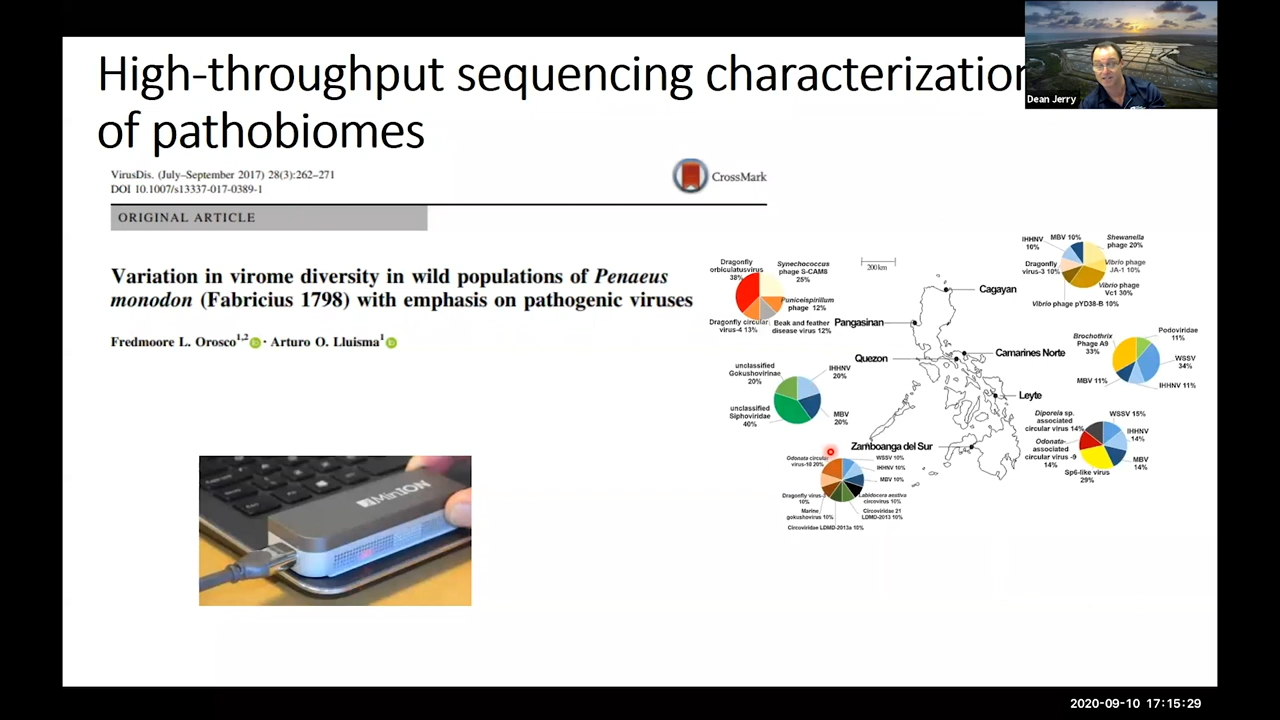 High-throughput sequencing characterization
of pathobiomes
Dean Jerry
VirusDis. (July–September 2017) 28(3):262–271
DOI 10.1007/s13337-017-0389-1
CrossMark
ORIGINAL ARTICLE
Variation in virome diversity in wild populations of Penaeus
monodon (Fabricius 1798) with emphasis on pathogenic viruses
Fredmoore L. Orosco1,2 · Arturo O. Lluisma1
MinION
200km
Dragonfly
orbiculatusvirus
38%
Synechococcus
phage S-CAM8
25%
Puniceispirillum
phage 12%
Dragonfly circular
virus-4 13%
Beak and feather
disease virus 12%
Pangasinan
Cagayan
IHHNV
10%
MBV 10%
Shewanella
phage 20%
Dragonfly
virus-3 10%
Vibrio phage
JA-1 10%
Vibrio phage
Vc1 30%
Vibrio phage pYD38-B 10%
Quezon
unclassified
Gokushovirinae
20%
IHHNV
20%
unclassified
Siphoviridae
40%
MBV
20%
Camarines Norte
Brochothrix
Phage A9
33%
Podoviridae
11%
WSSV
34%
MBV 11%
IHHNV 11%
Leyte
Diporeia sp.
associated
circular virus 14%
WSSV 15%
IHHNV
14%
Odonata-
associated
circular virus -9
14%
MBV
14%
Sp6-like virus
29%
Zamboanga del Sur
Odonata circular
virus-18 20%
WSSV 10%
IHHNV 10%
MBV 10%
Labidocera aestiva
circovirus 10%
Dragonfly virus-
10%
Marine
gokushovirus 10%
Circoviridae 21
LDMD-2013 10%
Circoviridae LDMD-2013a 10%
2020-09-10 17:15:29